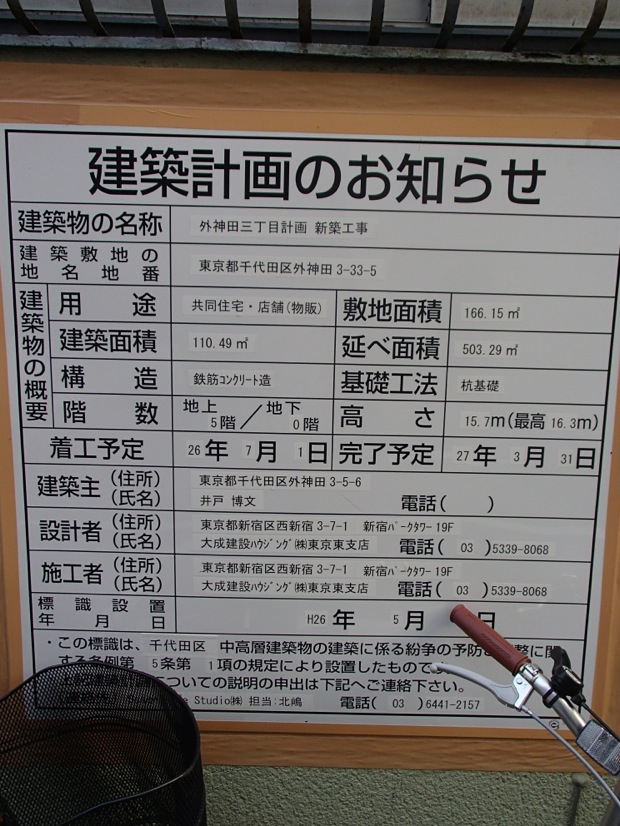 建築計画のお知らせ
建築物の名称 外神田三丁目計画 新築工事
建築敷地の地名地番 東京都千代田区外神田 3-33-5
建築物の概要
用途 共同住宅・店舗(物販) 敷地面積 166.15 ㎡
建築面積 110.49 ㎡ 延べ面積 503.29 ㎡
構造 鉄筋コンクリート造 基礎工法 杭基礎
階数 地上 5階/地下 0階 高さ 15.7m(最高 16.3m)
着工予定 26年 7月 1日 完了予定 27年 3月 31日
建築主 (住所) 東京都千代田区外神田 3-5-6
(氏名) 井戸 博文 電話( )
設計者 (住所) 東京都新宿区西新宿 3-7-1 新宿パークタワー 19F
(氏名) 大成建設ハウジング㈱東京東支店 電話( 03 )5339-8068
施工者 (住所) 東京都新宿区西新宿 3-7-1 新宿パークタワー 19F
(氏名) 大成建設ハウジング㈱東京東支店 電話( 03 )5339-8068
標識設置年月日 H26 年 5月 日
・この標識は、千代田区 中高層建築物の建築に係る紛争の予防と 整に関
する条例第 5条第 1項の規定により設置したもので
についての説明の申出は下記へご連絡下さい。
Studio㈱ 担当:北嶋 電話( 03 )6441-2157